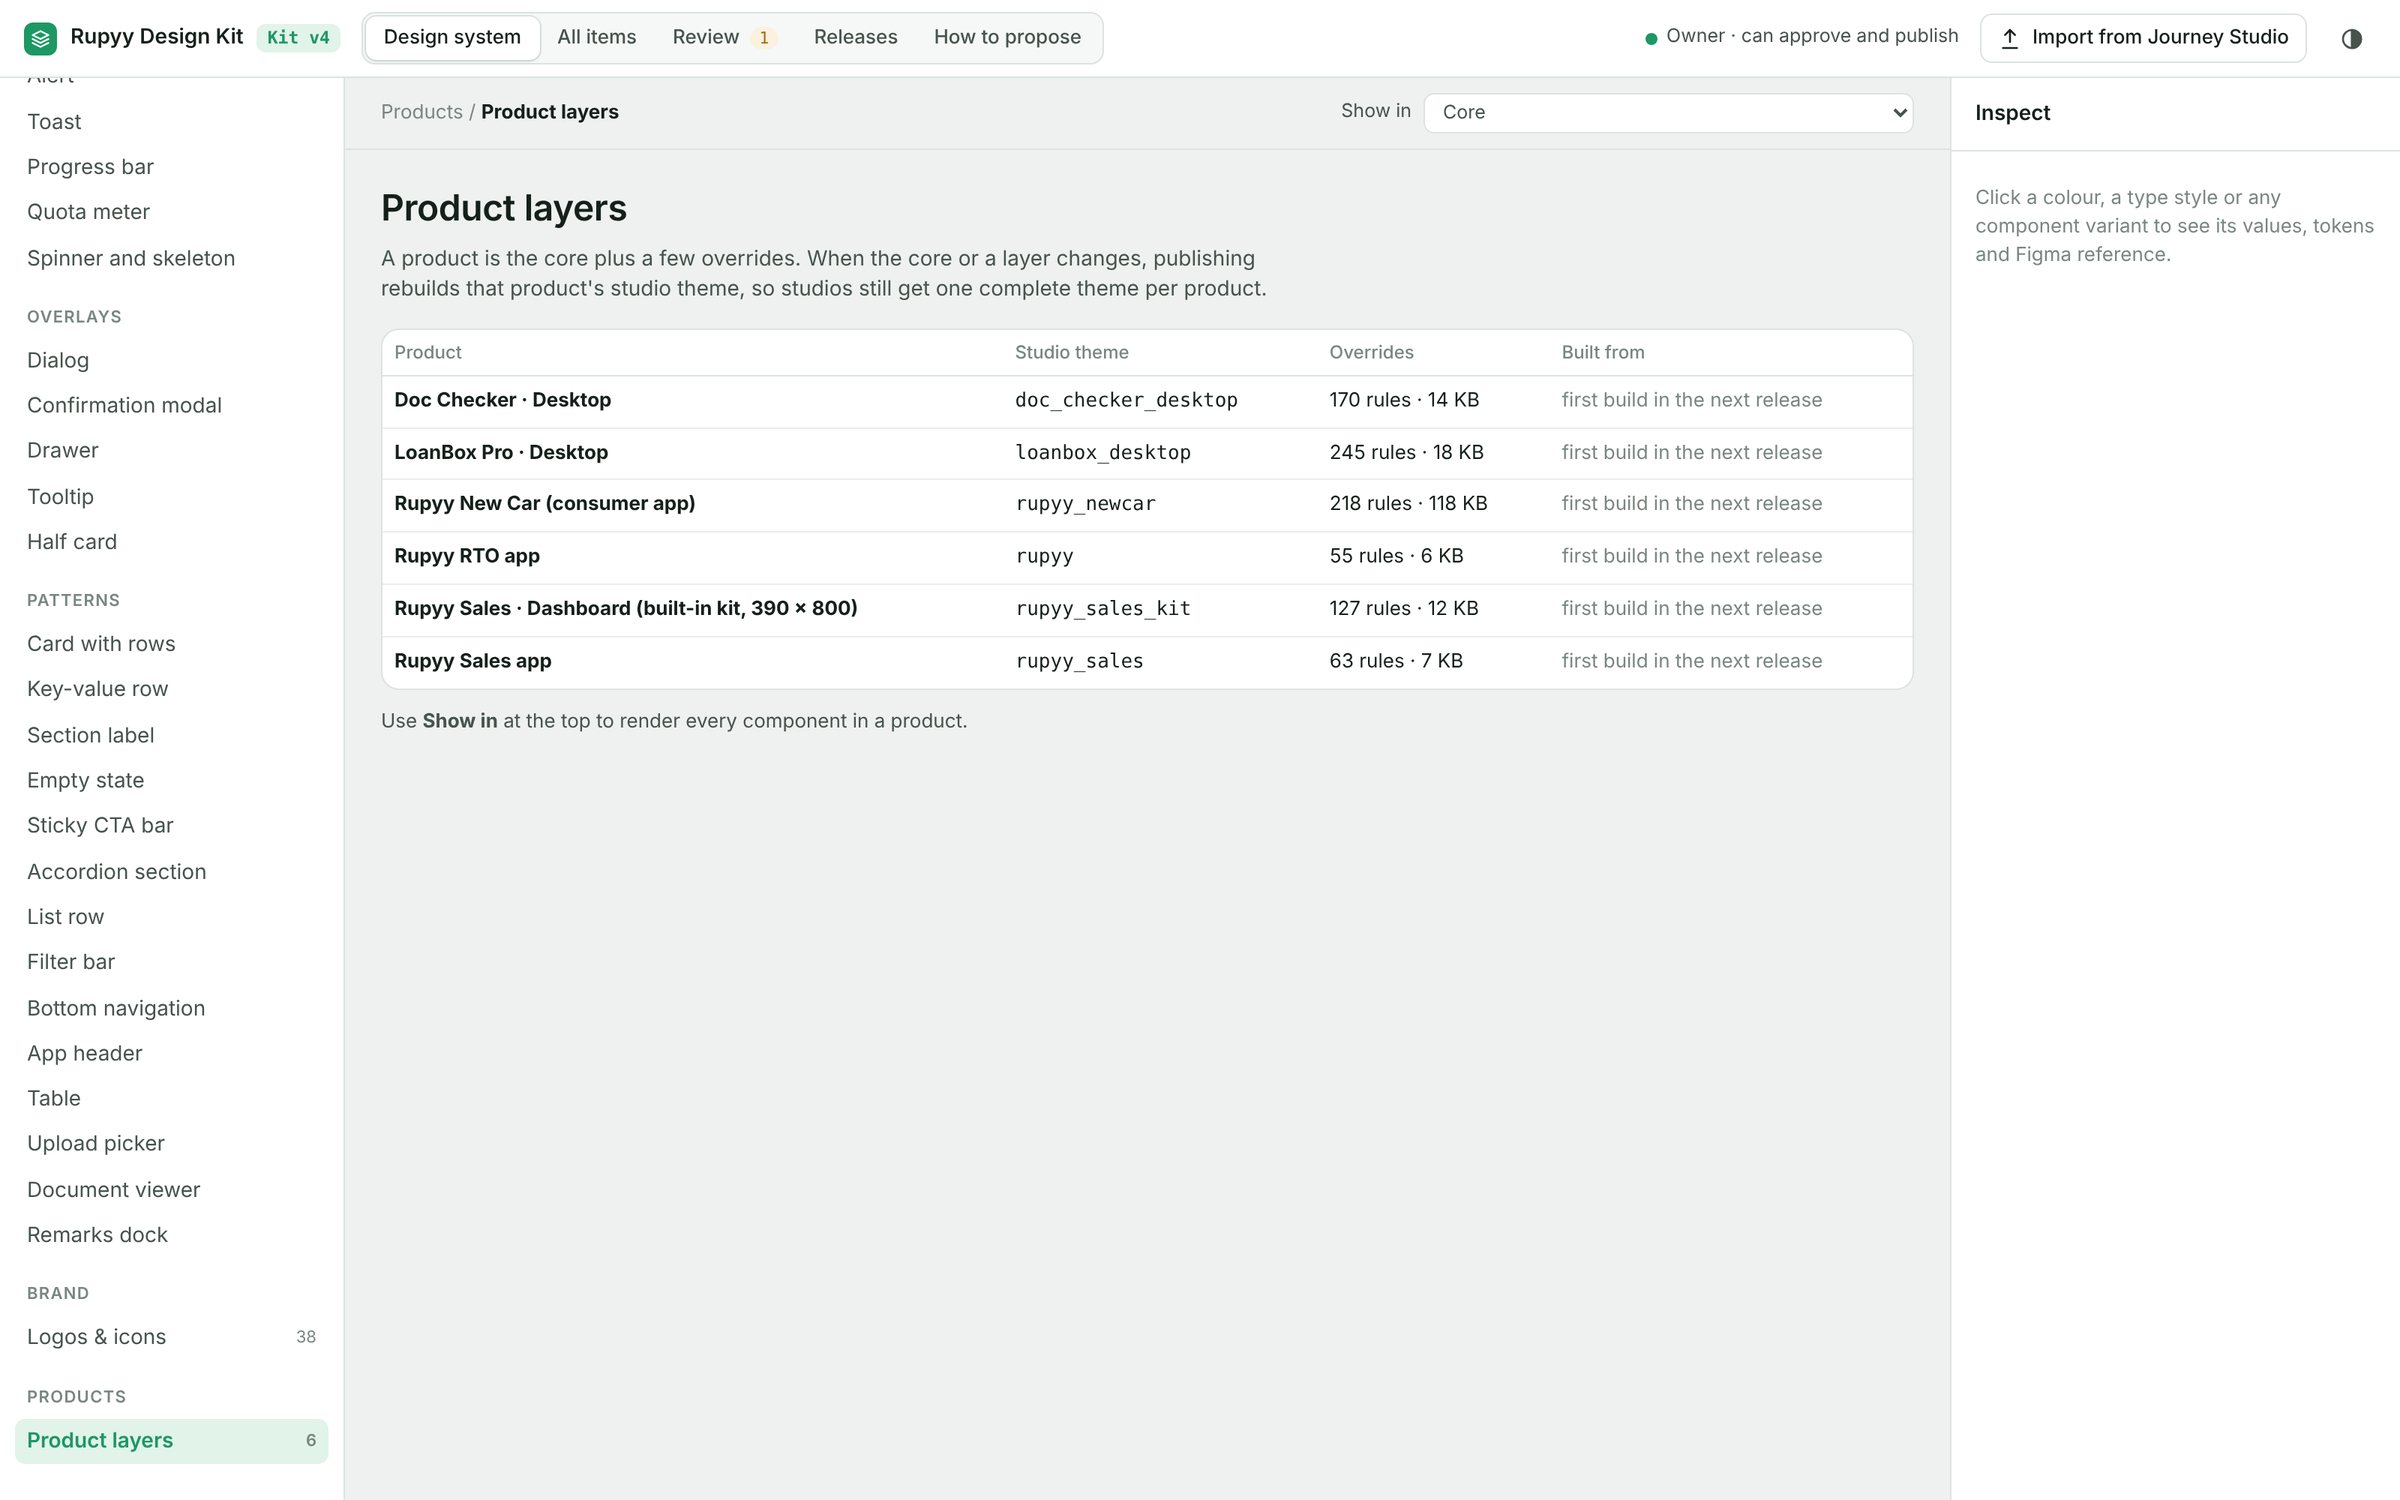 Rupyy Design Kit
Kit v4
Design system
All items
Review 1
Releases
How to propose
Owner · can approve and publish
Import from Journey Studio
Alert
Toast
Progress bar
Quota meter
Spinner and skeleton
OVERLAYS
Dialog
Confirmation modal
Drawer
Tooltip
Half card
PATTERNS
Card with rows
Key-value row
Section label
Empty state
Sticky CTA bar
Accordion section
List row
Filter bar
Bottom navigation
App header
Table
Upload picker
Document viewer
Remarks dock
BRAND
Logos & icons 38
PRODUCTS
Product layers 6
Products / Product layers
Show in Core
Product layers
A product is the core plus a few overrides. When the core or a layer changes, publishing
rebuilds that product's studio theme, so studios still get one complete theme per product.
Product Studio theme Overrides Built from
Doc Checker · Desktop doc_checker_desktop 170 rules · 14 KB first build in the next release
LoanBox Pro · Desktop loanbox_desktop 245 rules · 18 KB first build in the next release
Rupyy New Car (consumer app) rupyy_newcar 218 rules · 118 KB first build in the next release
Rupyy RTO app rupyy 55 rules · 6 KB first build in the next release
Rupyy Sales · Dashboard (built-in kit, 390 × 800) rupyy_sales_kit 127 rules · 12 KB first build in the next release
Rupyy Sales app rupyy_sales 63 rules · 7 KB first build in the next release
Use Show in at the top to render every component in a product.
Inspect
Click a colour, a type style or any
component variant to see its values, tokens
and Figma reference.